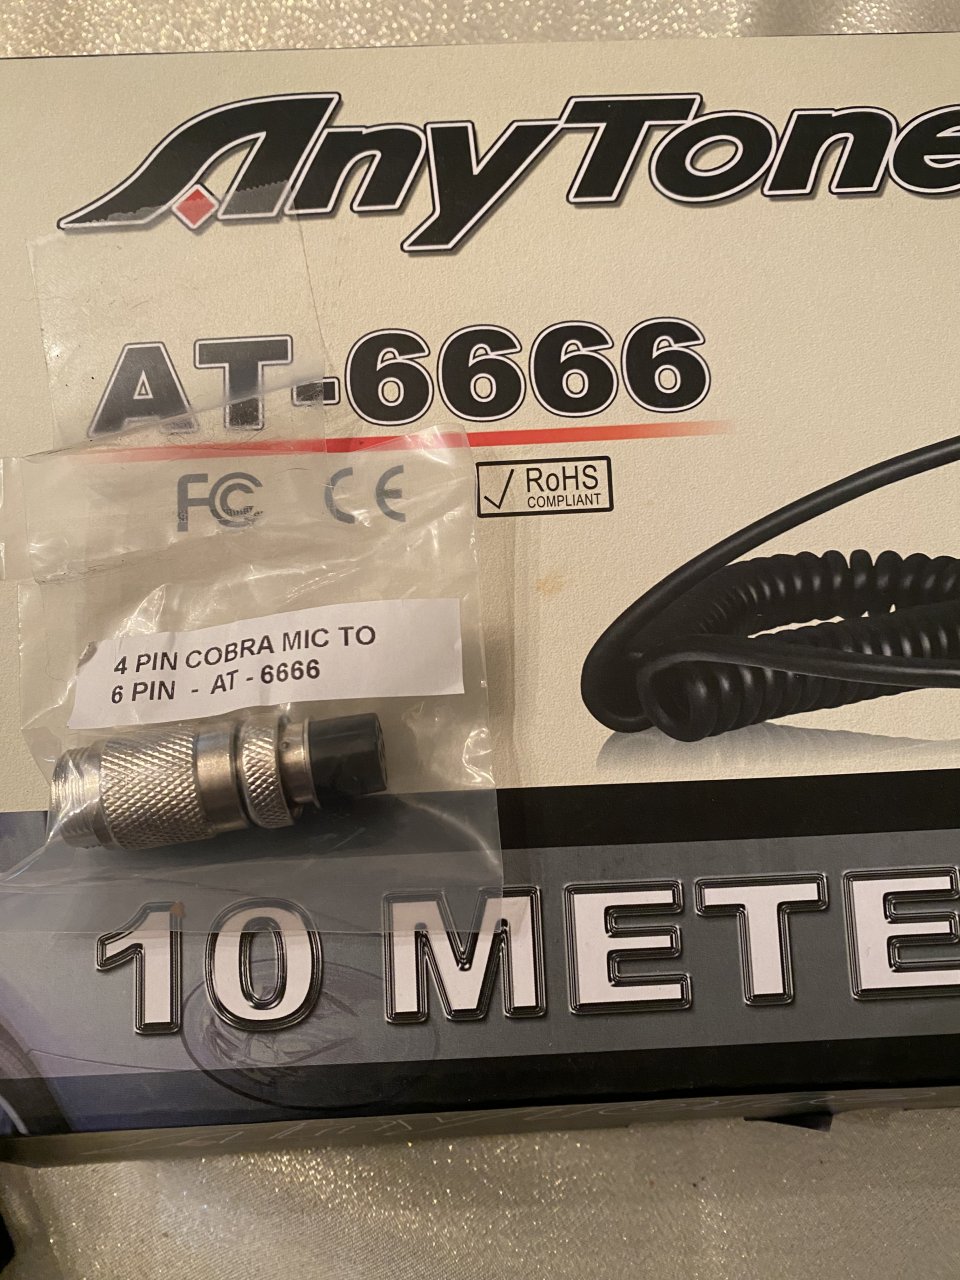 AnyTone
AT-6666
FC CE RoHS
COMPLIANT
4 PIN COBRA MIC TO
6 PIN - AT - 6666
10 METE